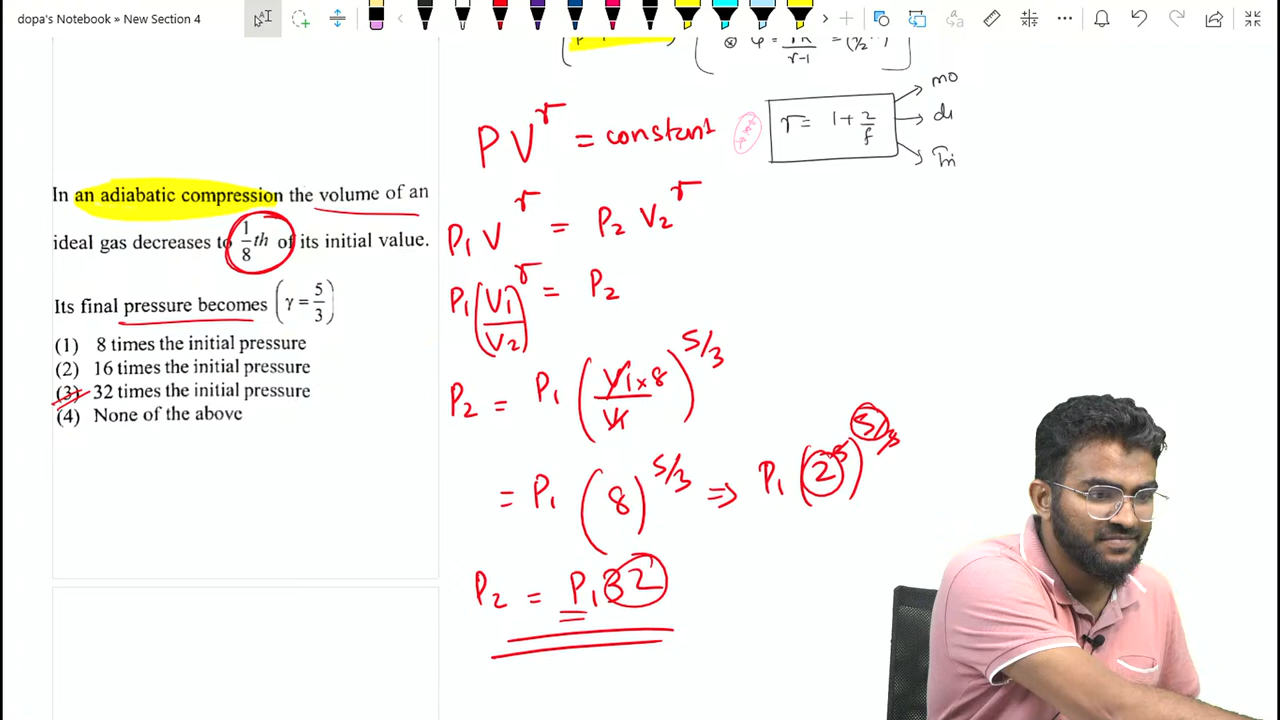 dopa's Notebook » New Section 4
In an adiabatic compression the volume of an
ideal gas decreases to 1/8 th of its initial value.
Its final pressure becomes (γ = 5/3)
(1) 8 times the initial pressure
(2) 16 times the initial pressure
(3) 32 times the initial pressure
(4) None of the above
r = 1 + 2/f
mo
di
Tri
PV^r = constant
P1 V^r = P2 V2^r
P1 (V1/V2)^r = P2
P2 = P1 (V1 × 8 / V1)^5/3
= P1 (8)^5/3 ⇒ P1 (2^3)^5/3
P2 = P1 32